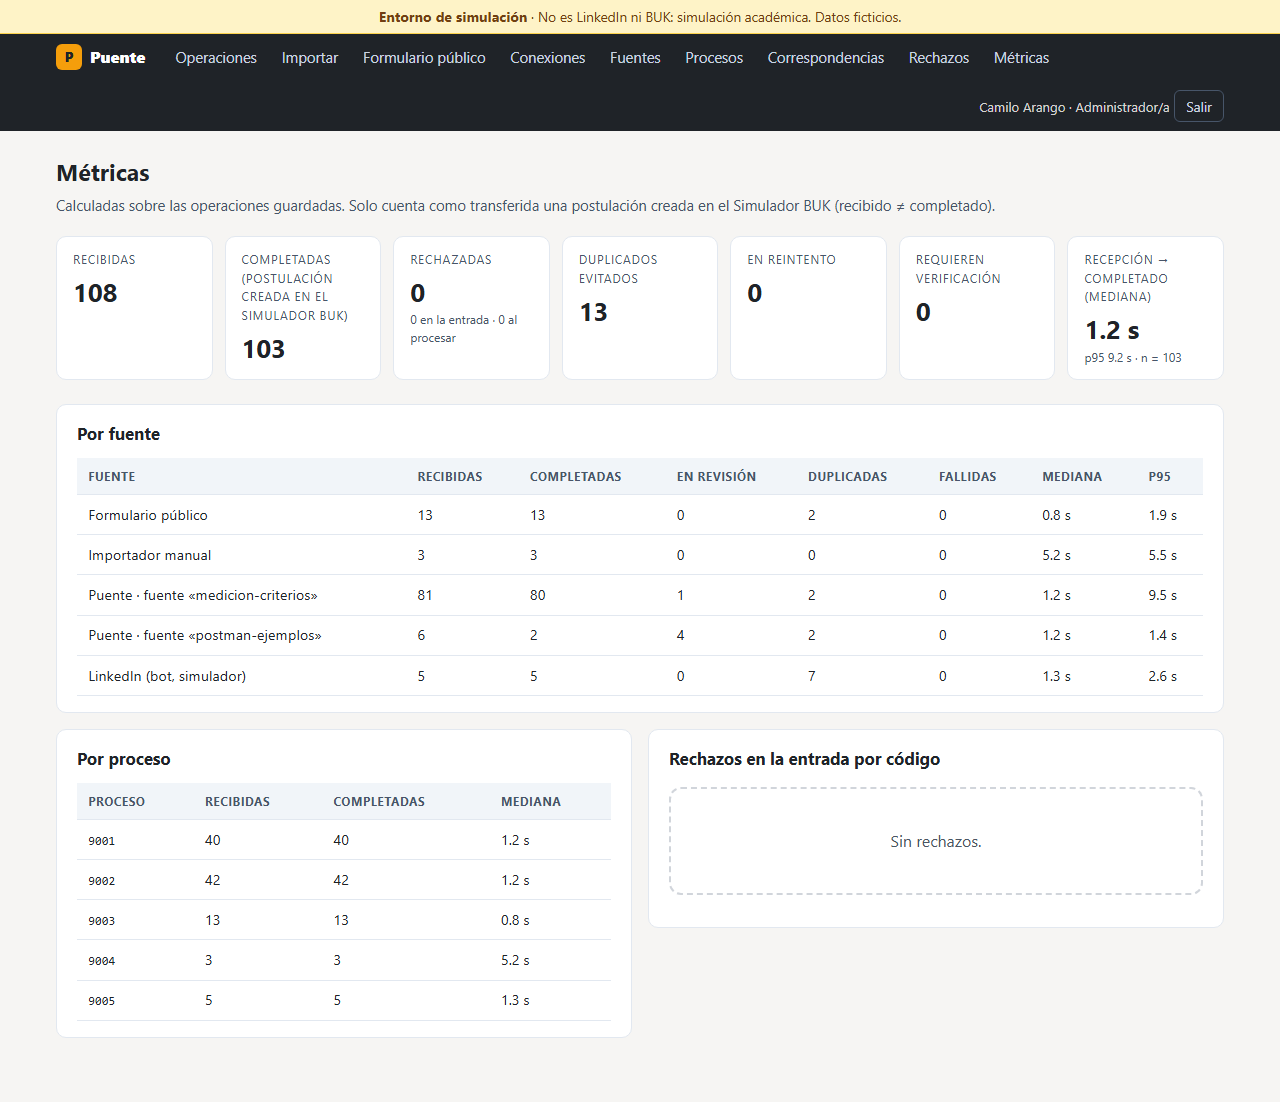 Entorno de simulación · No es LinkedIn ni BUK: simulación académica. Datos ficticios.
P Puente Operaciones Importar Formulario público Conexiones Fuentes Procesos Correspondencias Rechazos Métricas
Camilo Arango · Administrador/a Salir
Métricas
Calculadas sobre las operaciones guardadas. Solo cuenta como transferida una postulación creada en el Simulador BUK (recibido ≠ completado).
RECIBIDAS
108
COMPLETADAS
(POSTULACIÓN
CREADA EN EL
SIMULADOR BUK)
103
RECHAZADAS
0
0 en la entrada · 0 al
procesar
DUPLICADOS
EVITADOS
13
EN REINTENTO
0
REQUIEREN
VERIFICACIÓN
0
RECEPCIÓN →
COMPLETADO
(MEDIANA)
1.2 s
p95 9.2 s · n = 103
Por fuente
FUENTE RECIBIDAS COMPLETADAS EN REVISIÓN DUPLICADAS FALLIDAS MEDIANA P95
Formulario público 13 13 0 2 0 0.8 s 1.9 s
Importador manual 3 3 0 0 0 5.2 s 5.5 s
Puente · fuente «medicion-criterios» 81 80 1 2 0 1.2 s 9.5 s
Puente · fuente «postman-ejemplos» 6 2 4 2 0 1.2 s 1.4 s
LinkedIn (bot, simulador) 5 5 0 7 0 1.3 s 2.6 s
Por proceso
PROCESO RECIBIDAS COMPLETADAS MEDIANA
9001 40 40 1.2 s
9002 42 42 1.2 s
9003 13 13 0.8 s
9004 3 3 5.2 s
9005 5 5 1.3 s
Rechazos en la entrada por código
Sin rechazos.